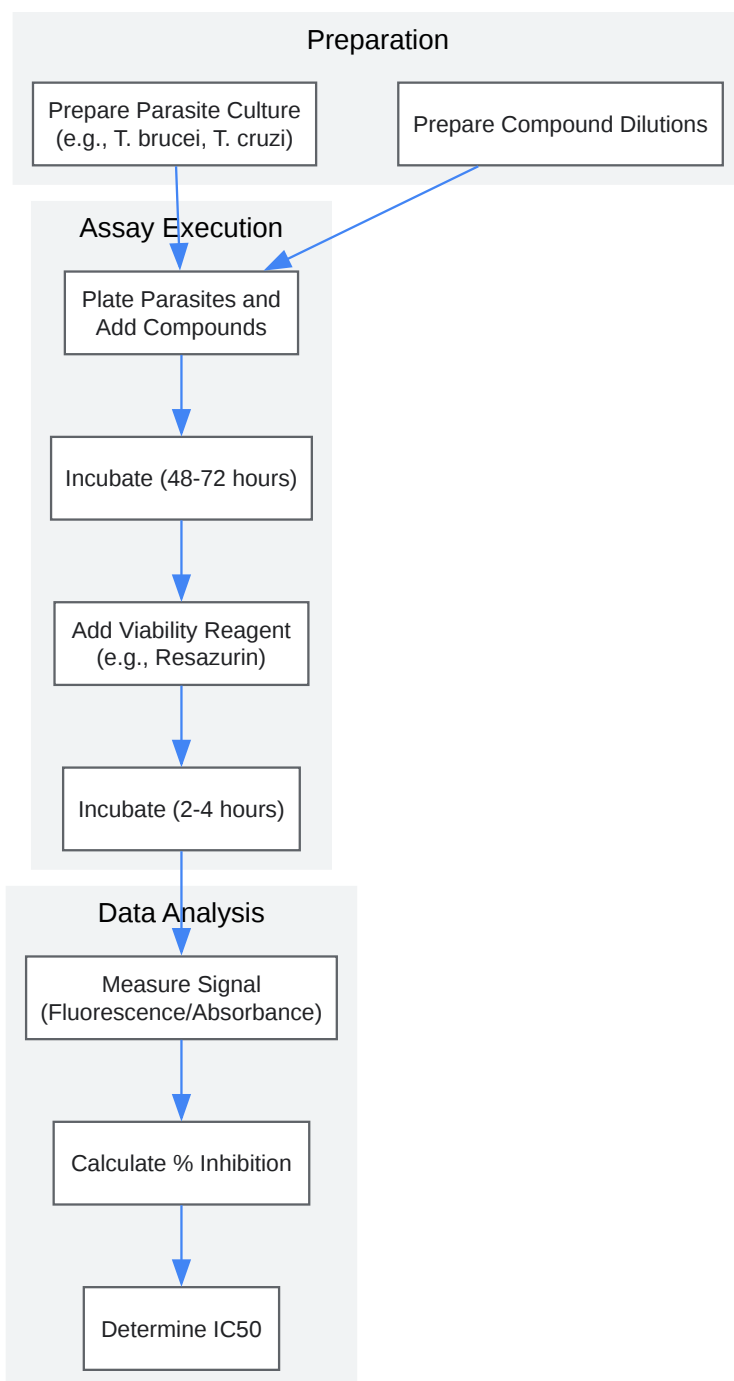 Preparation
Prepare Parasite Culture
(e.g., T. brucei, T. cruzi)
Prepare Compound Dilutions
Assay Execution
Plate Parasites and
Add Compounds
Incubate (48-72 hours)
Add Viability Reagent
(e.g., Resazurin)
Incubate (2-4 hours)
Data Analysis
Measure Signal
(Fluorescence/Absorbance)
Calculate % Inhibition
Determine IC50